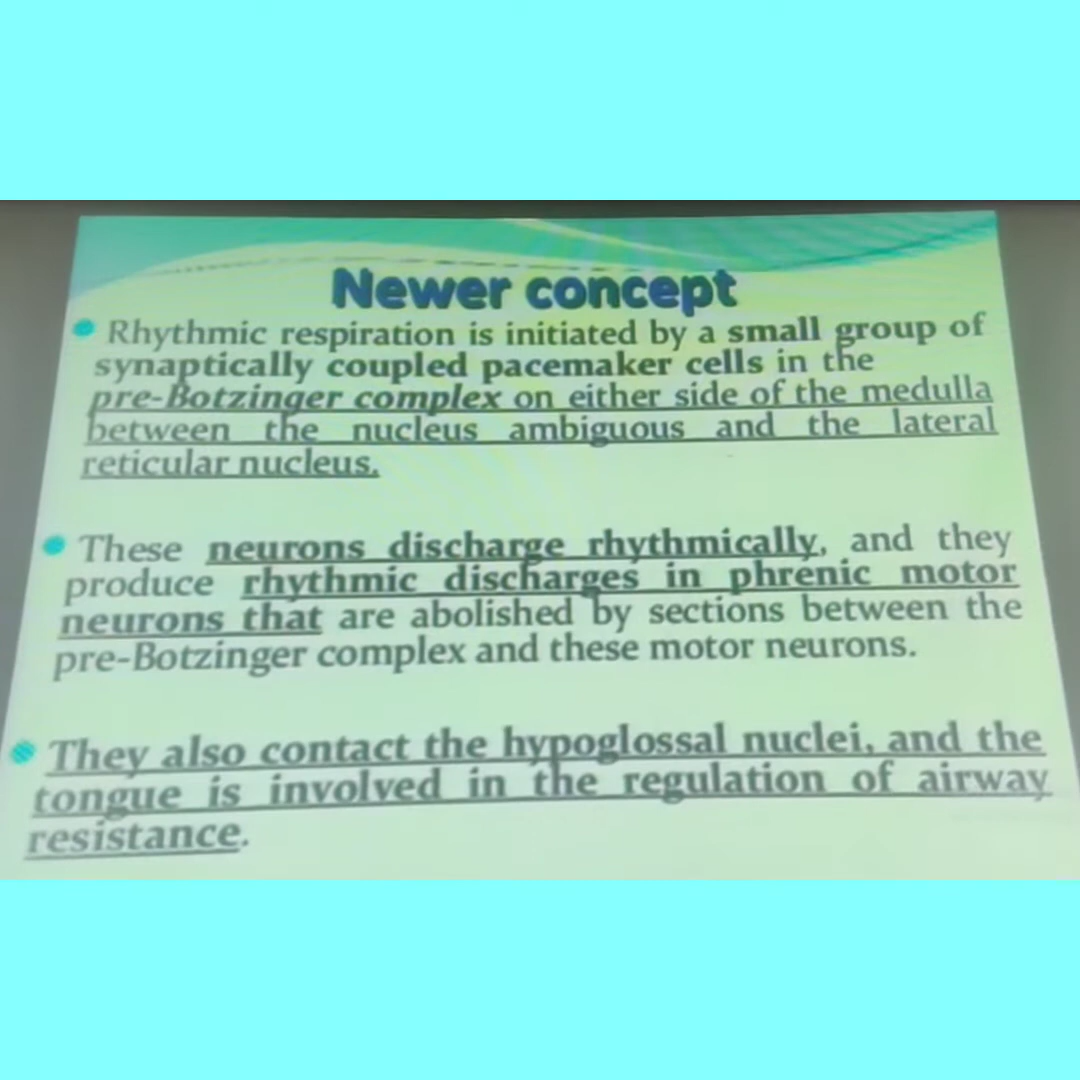 Newer concept
Rhythmic respiration is initiated by a small group of
synaptically coupled pacemaker cells in the
pre-Botzinger complex on either side of the medulla
between the nucleus ambiguous and the lateral
reticular nucleus.
These neurons discharge rhythmically, and they
produce rhythmic discharges in phrenic motor
neurons that are abolished by sections between the
pre-Botzinger complex and these motor neurons.
They also contact the hypoglossal nuclei, and the
tongue is involved in the regulation of airway
resistance.